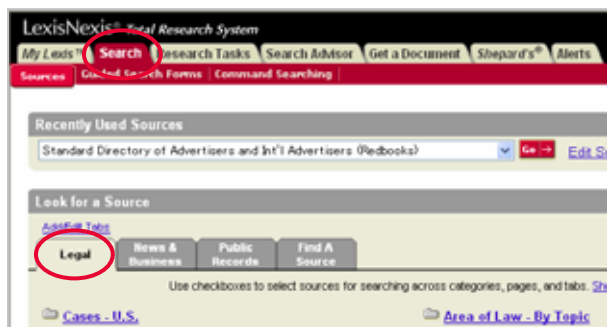 LexisNexis® Total Research System
My Lexis™ Search Research Tasks Search Advisor Get a Document Shepard's® Alerts
Sources Guided Search Forms Command Searching
Recently Used Sources
Standard Directory of Advertisers and Int'l Advertisers (Redbooks) Go → Edit S
Look for a Source
Add/Edit Tabs
Legal News & Business Public Records Find A Source
Use checkboxes to select sources for searching across categories, pages, and tabs. Sh
Cases - U.S. Area of Law - By Topic